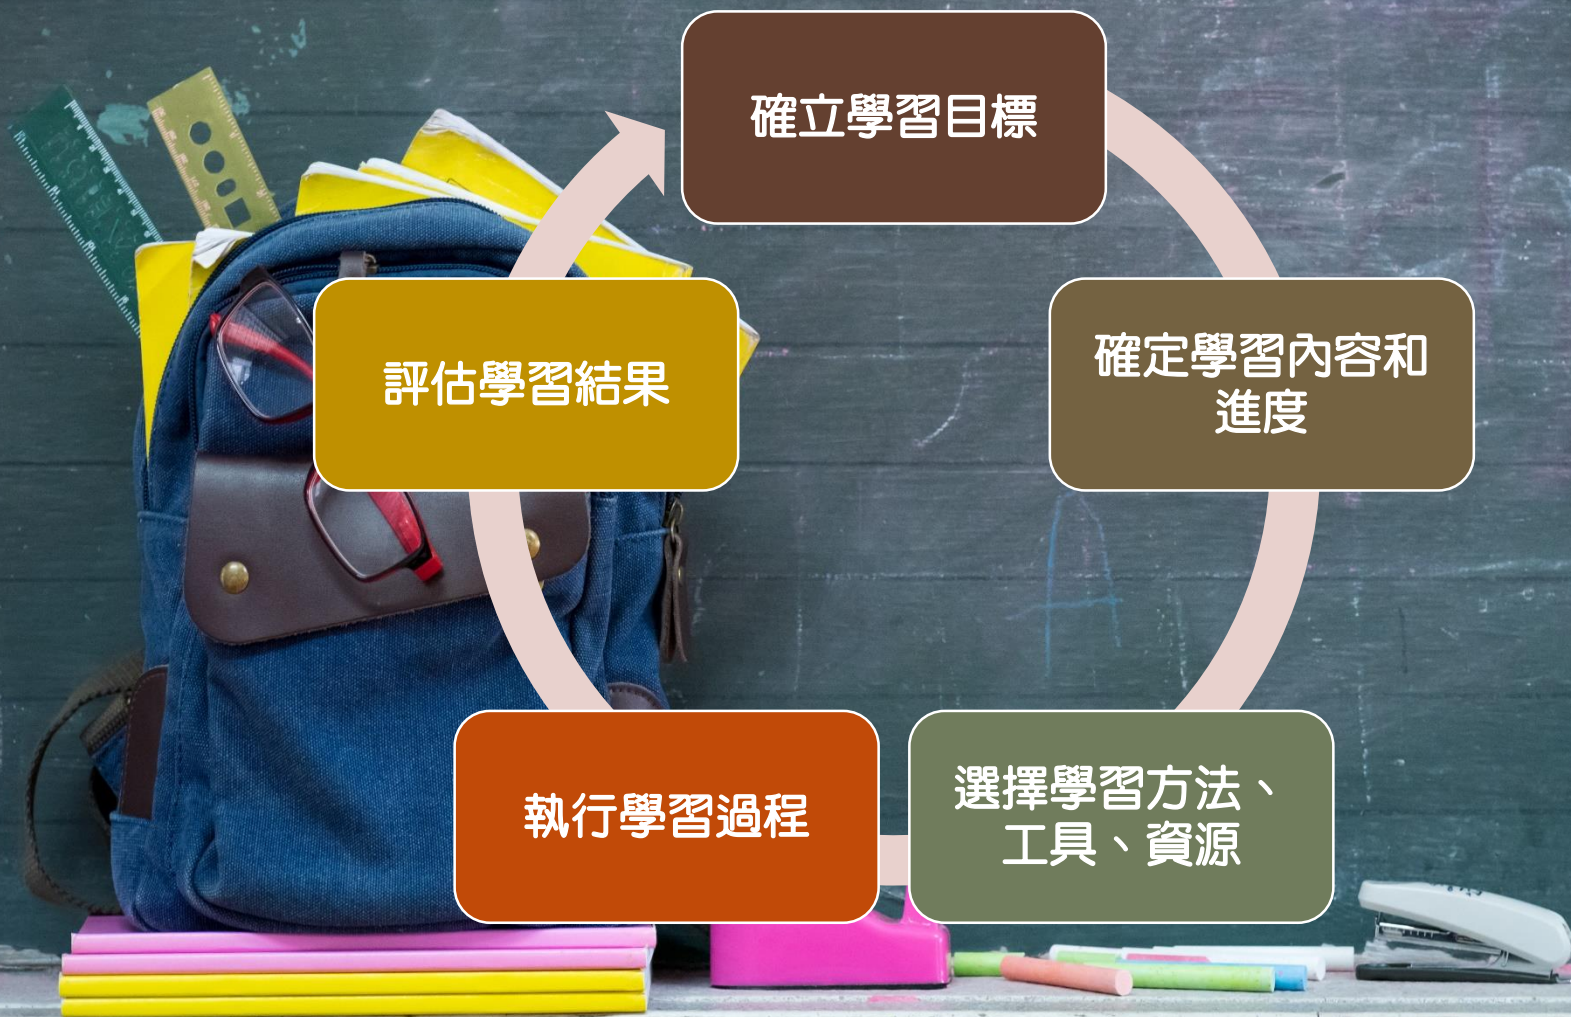 確立學習目標
確定學習內容和
進度
選擇學習方法、
工具、資源
執行學習過程
評估學習結果